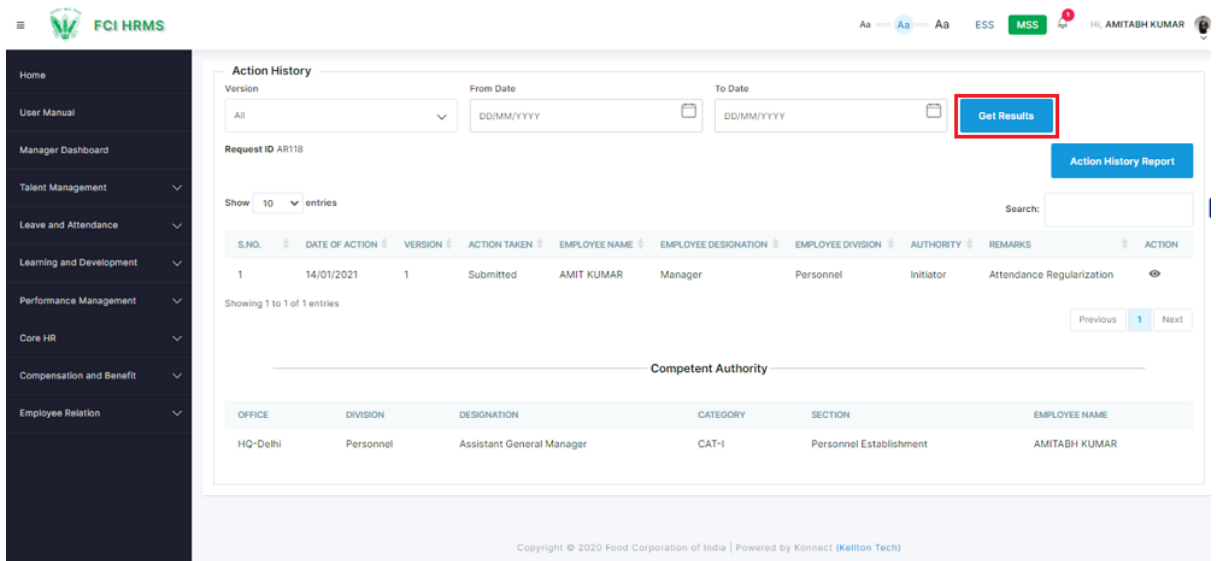 FCI HRMS
Aa Aa Aa ESS MSS 1 Hi, AMITABH KUMAR
Home
User Manual
Manager Dashboard
Talent Management
Leave and Attendance
Learning and Development
Performance Management
Core HR
Compensation and Benefit
Employee Relation
Action History
Version From Date To Date
All DD/MM/YYYY DD/MM/YYYY Get Results
Request ID AR118
Action History Report
Show 10 entries Search:
S.NO. DATE OF ACTION VERSION ACTION TAKEN EMPLOYEE NAME EMPLOYEE DESIGNATION EMPLOYEE DIVISION AUTHORITY REMARKS ACTION
1 14/01/2021 1 Submitted AMIT KUMAR Manager Personnel Initiator Attendance Regularization
Showing 1 to 1 of 1 entries
Previous 1 Next
Competent Authority
OFFICE DIVISION DESIGNATION CATEGORY SECTION EMPLOYEE NAME
HQ-Delhi Personnel Assistant General Manager CAT-I Personnel Establishment AMITABH KUMAR
Copyright © 2020 Food Corporation of India | Powered by Konnect (Kellton Tech)